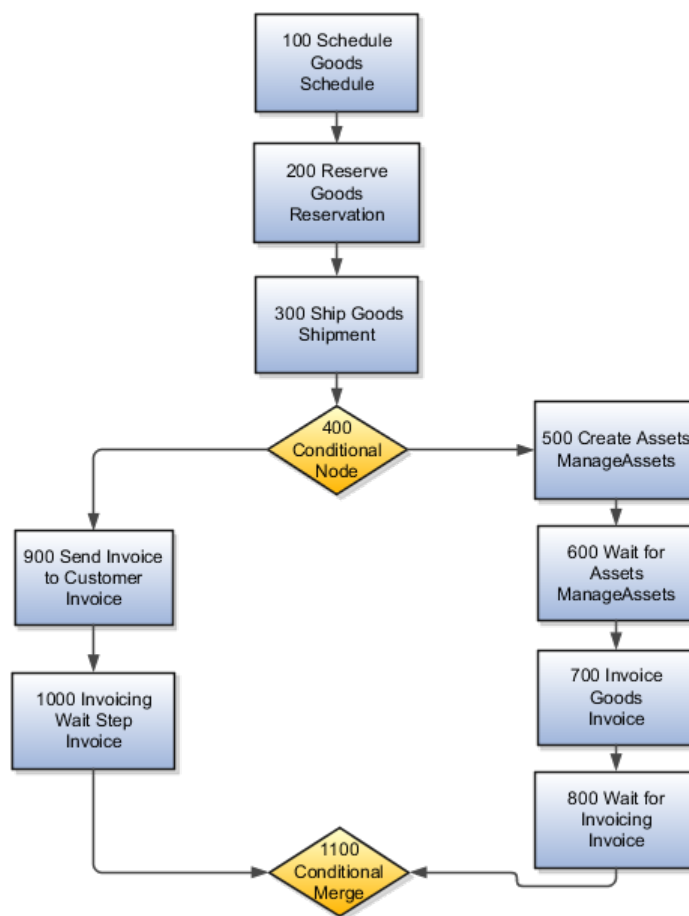 100 Schedule
Goods
Schedule
200 Reserve
Goods
Reservation
300 Ship Goods
Shipment
400
Conditional
Node
500 Create Assets
ManageAssets
900 Send Invoice
to Customer
Invoice
600 Wait for
Assets
ManageAssets
1000 Invoicing
Wait Step
Invoice
700 Invoice
Goods
Invoice
800 Wait for
Invoicing
Invoice
1100
Conditional
Merge